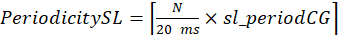 PeriodicitySL = ⌈N / 20 ms × sl_periodCG⌉